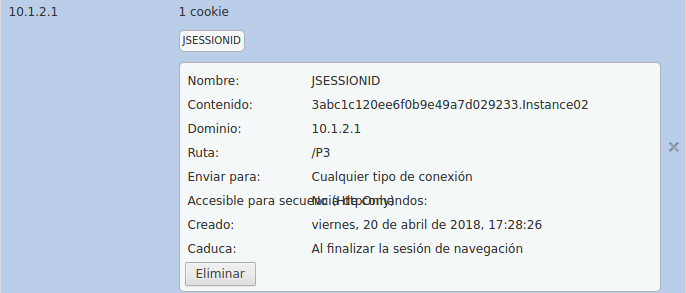 10.1.2.1 1 cookie
JSESSIONID
Nombre: JSESSIONID
Contenido: 3abc1c120ee6f0b9e49a7d029233.Instance02
Dominio: 10.1.2.1
Ruta: /P3
Enviar para: Cualquier tipo de conexión
Accesible para secuencia de comandos: No (HttpOnly)
Creado: viernes, 20 de abril de 2018, 17:28:26
Caduca: Al finalizar la sesión de navegación
Eliminar